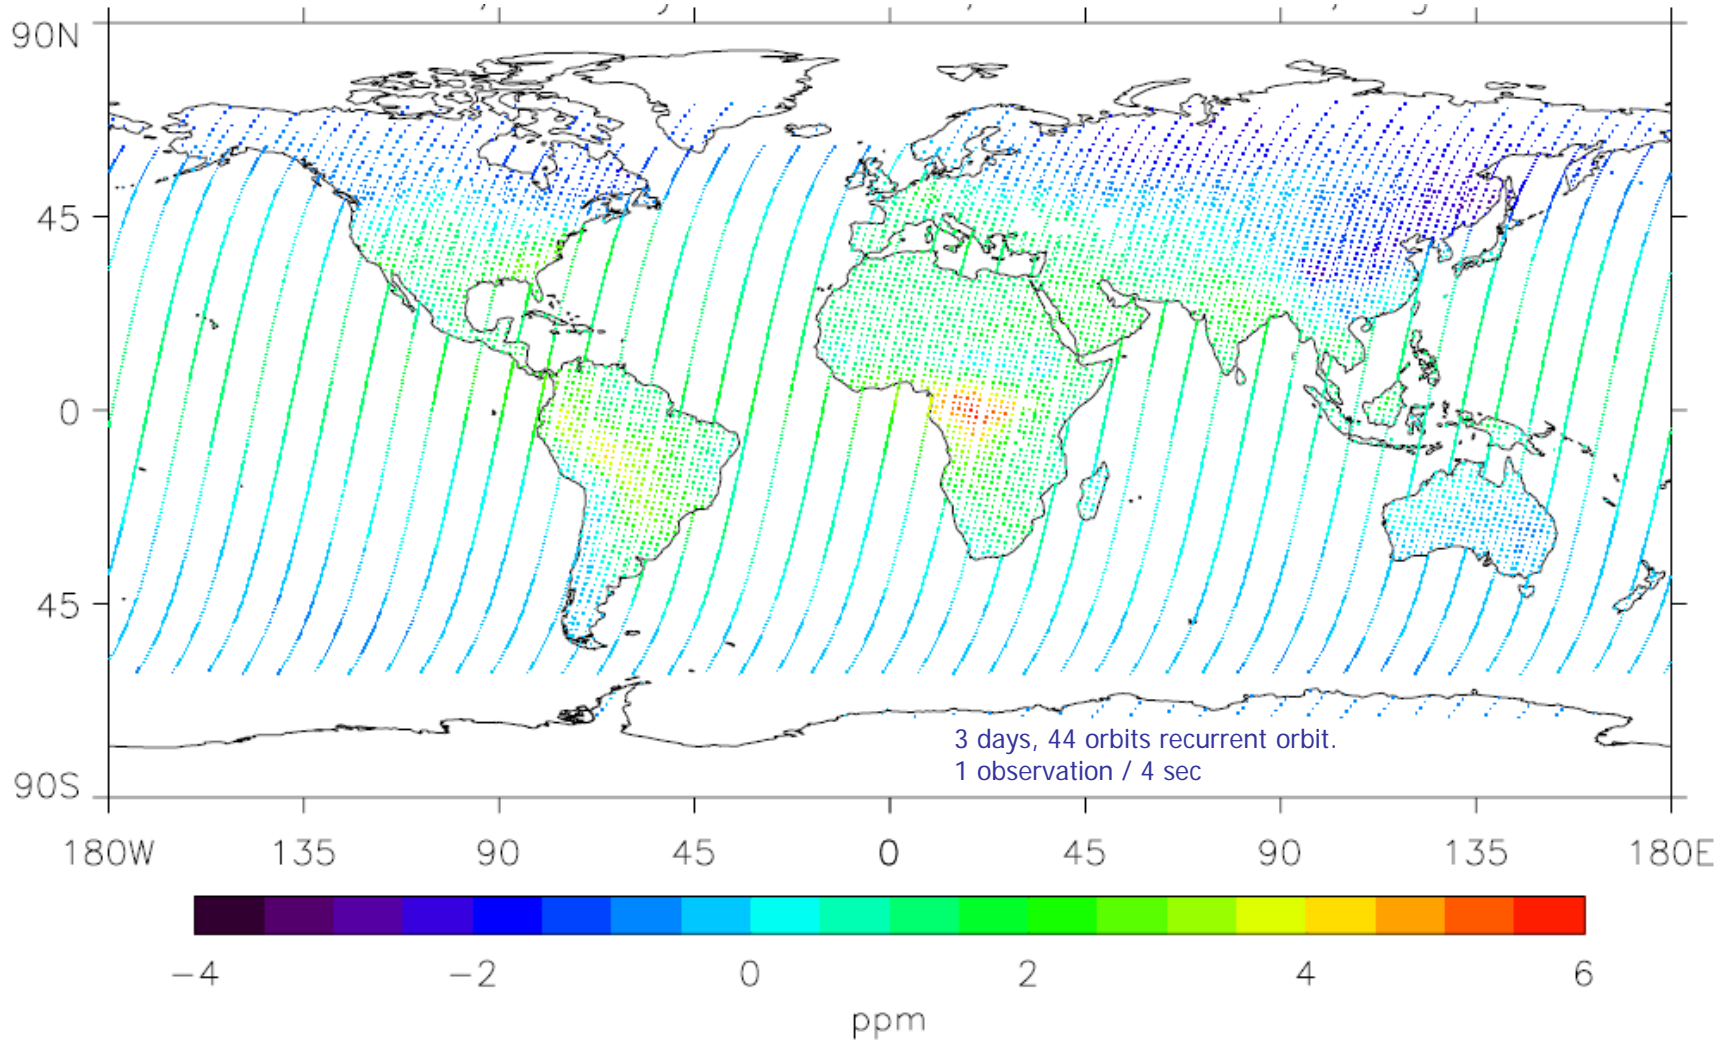 90N
45
0
45
90S
3 days, 44 orbits recurrent orbit.
1 observation / 4 sec
180W 135 90 45 0 45 90 135 180E
−4 −2 0 2 4 6
ppm